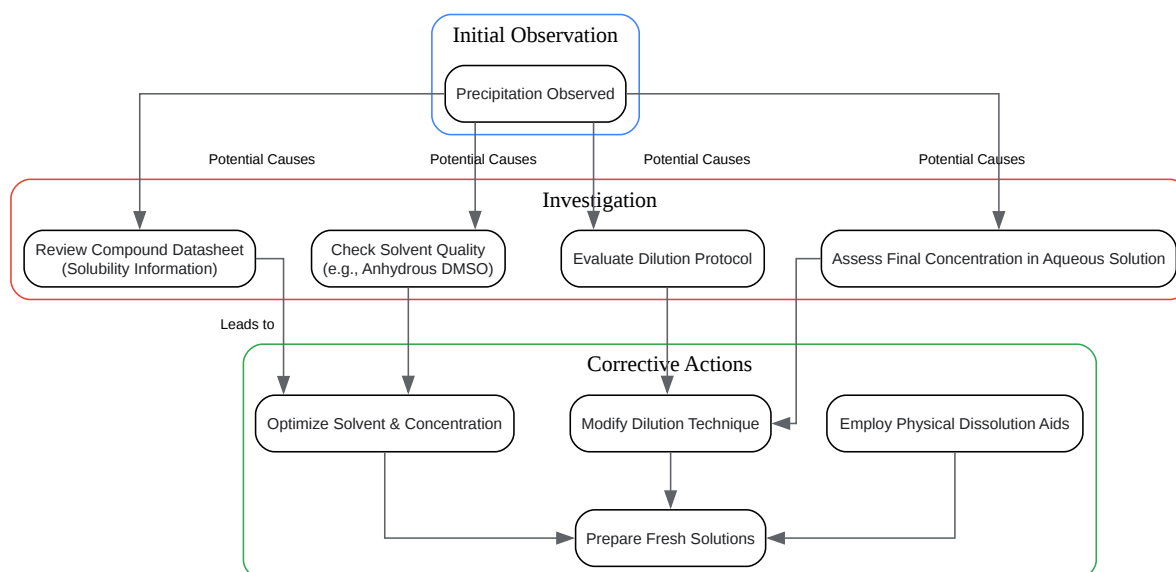 Initial Observation
Precipitation Observed
Potential Causes
Potential Causes
Potential Causes
Potential Causes
Investigation
Review Compound Datasheet
(Solubility Information)
Check Solvent Quality
(e.g., Anhydrous DMSO)
Evaluate Dilution Protocol
Assess Final Concentration in Aqueous Solution
Leads to
Corrective Actions
Optimize Solvent & Concentration
Modify Dilution Technique
Employ Physical Dissolution Aids
Prepare Fresh Solutions